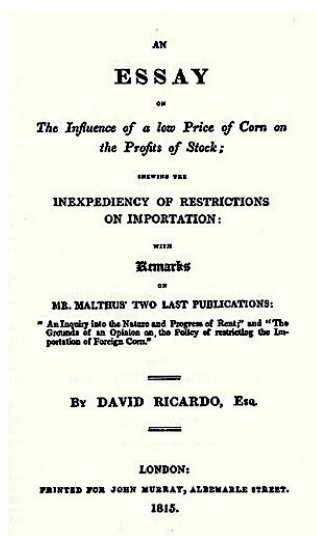 AN
ESSAY
ON
The Influence of a low Price of Corn on
the Profits of Stock;
SHEWING THE
INEXPEDIENCY OF RESTRICTIONS
ON IMPORTATION:
WITH
Remarks
ON
MR. MALTHUS' TWO LAST PUBLICATIONS:
" An Inquiry into the Nature and Progress of Rent;" and "The
Grounds of an Opinion on the Policy of restricting the Im-
portation of Foreign Corn."
By DAVID RICARDO, Esq.
LONDON:
PRINTED FOR JOHN MURRAY, ALBEMARLE STREET.
1815.